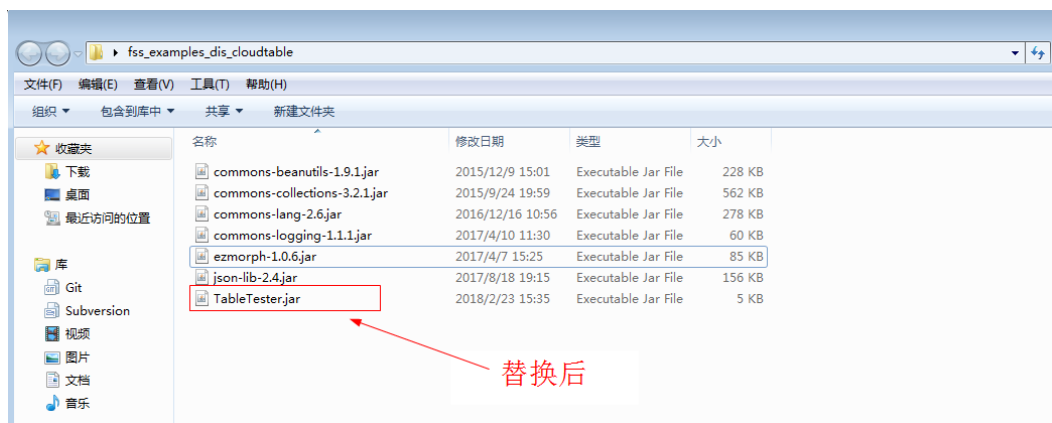 fss_examples_dis_cloudtable
文件(F) 编辑(E) 查看(V) 工具(T) 帮助(H)
组织 包含到库中 共享 新建文件夹
收藏夹
下载
桌面
最近访问的位置
库
Git
Subversion
视频
图片
文档
音乐
名称 修改日期 类型 大小
commons-beanutils-1.9.1.jar 2015/12/9 15:01 Executable Jar File 228 KB
commons-collections-3.2.1.jar 2015/9/24 19:59 Executable Jar File 562 KB
commons-lang-2.6.jar 2016/12/16 10:56 Executable Jar File 278 KB
commons-logging-1.1.1.jar 2017/4/10 11:30 Executable Jar File 60 KB
ezmorph-1.0.6.jar 2017/4/7 15:25 Executable Jar File 85 KB
json-lib-2.4.jar 2017/8/18 19:15 Executable Jar File 156 KB
TableTester.jar 2018/2/23 15:35 Executable Jar File 5 KB
替换后